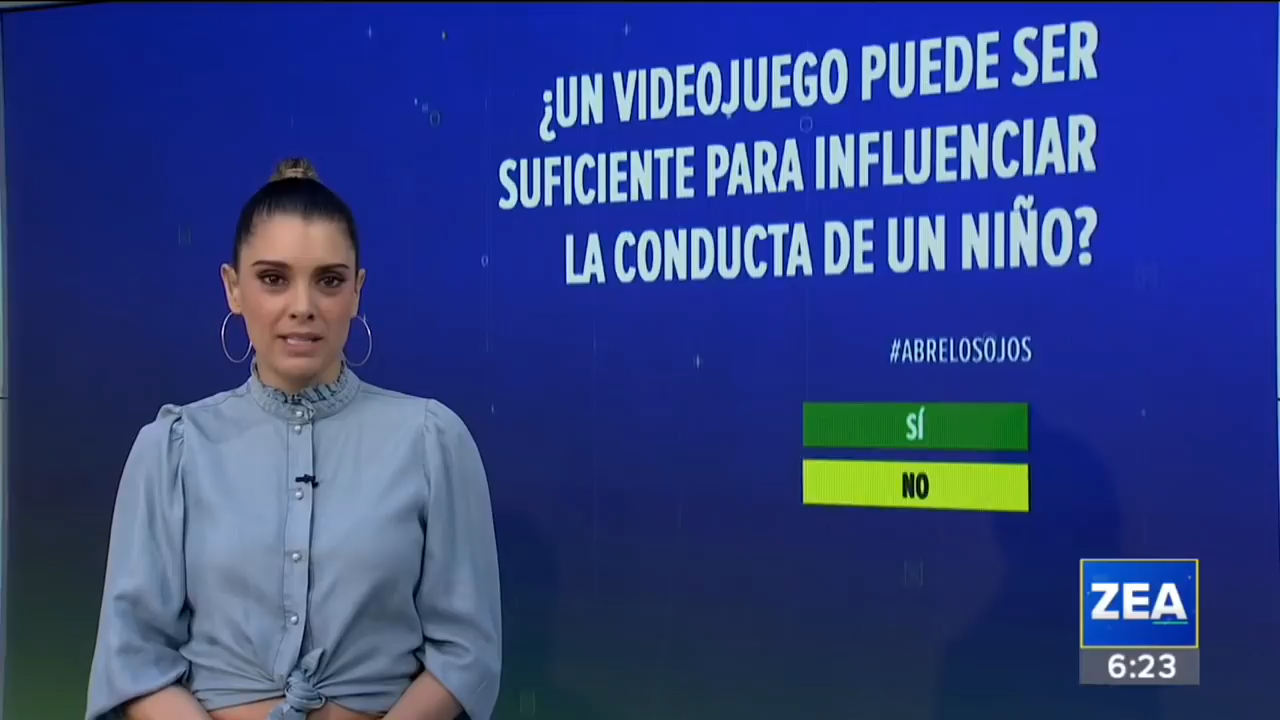 ¿UN VIDEOJUEGO PUEDE SER
SUFICIENTE PARA INFLUENCIAR
LA CONDUCTA DE UN NIÑO?
#ABRELOSOJOS
SÍ
NO
ZEA
6:23